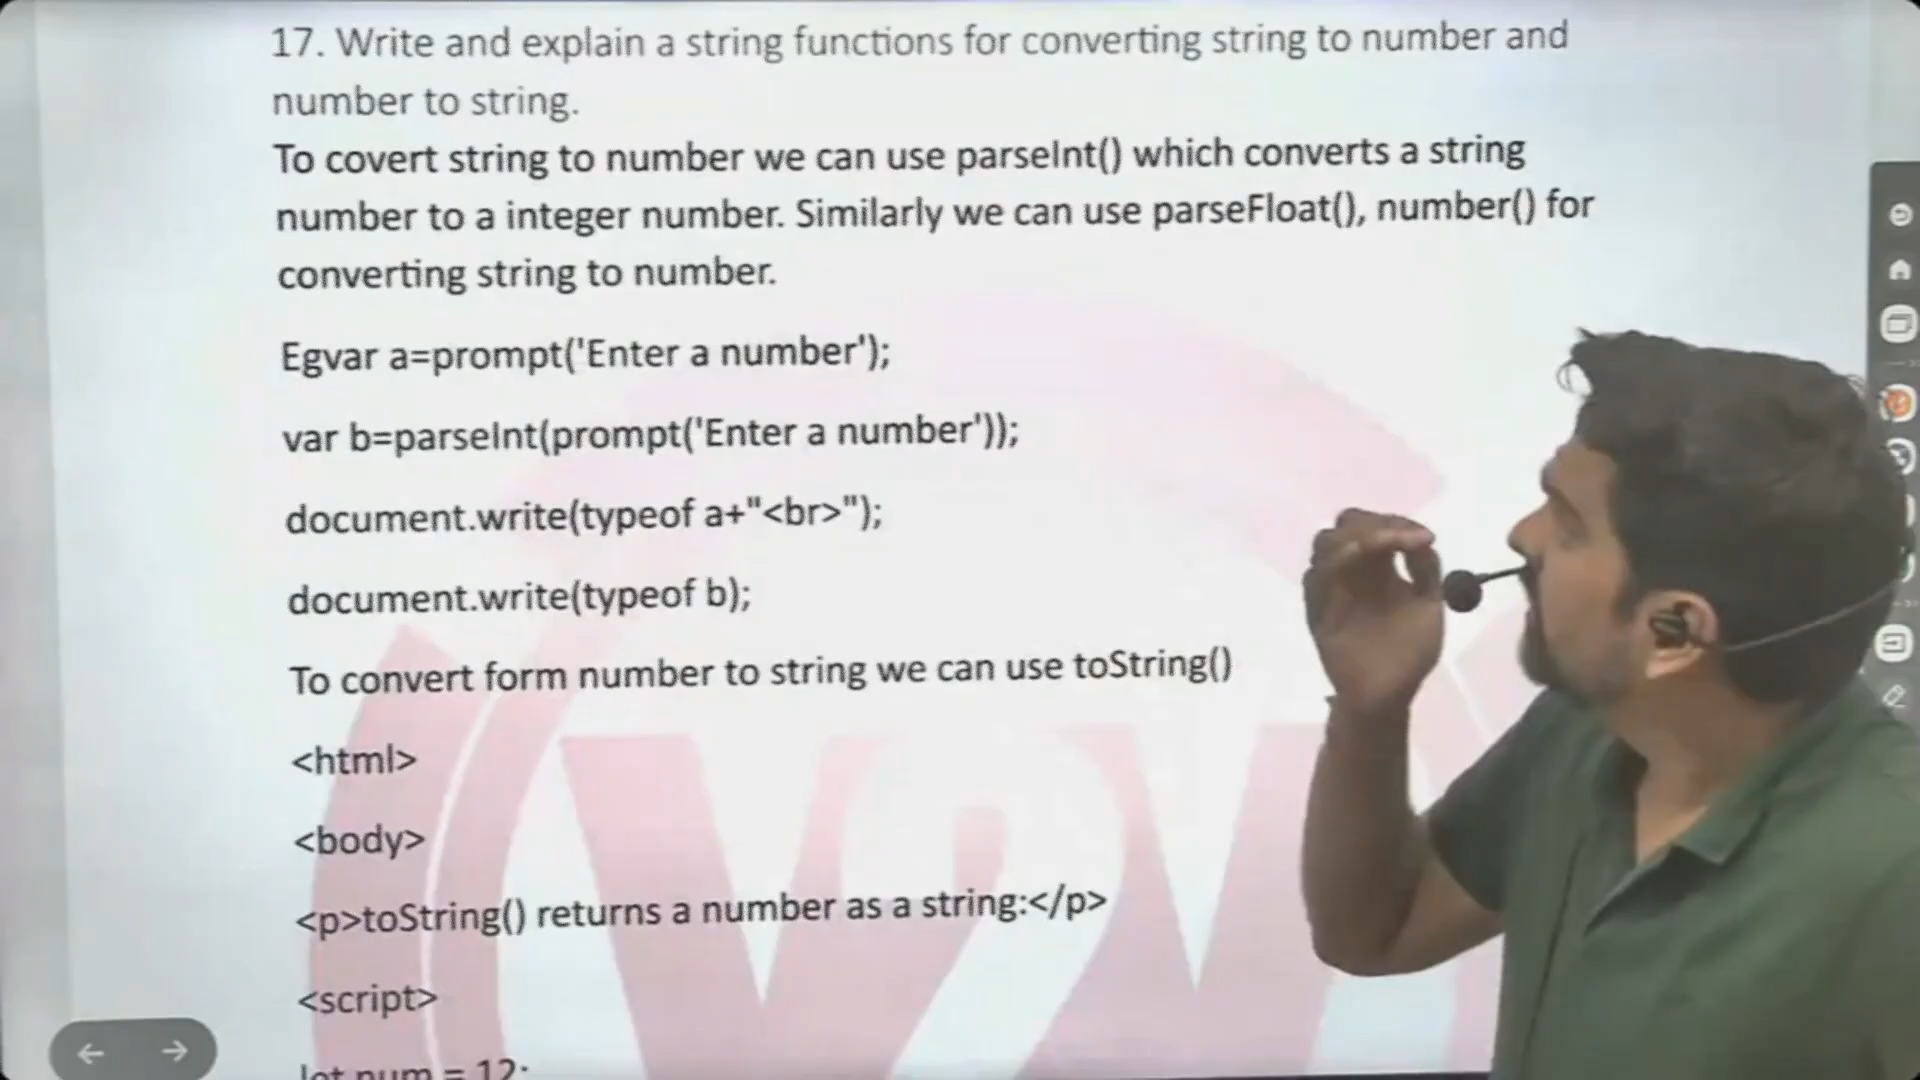 17. Write and explain a string functions for converting string to number and
number to string.
To covert string to number we can use parseInt() which converts a string
number to a integer number. Similarly we can use parseFloat(), number() for
converting string to number.
Egvar a=prompt('Enter a number');
var b=parseInt(prompt('Enter a number'));
document.write(typeof a+"<br>");
document.write(typeof b);
To convert form number to string we can use toString()
<html>
<body>
<p>toString() returns a number as a string:</p>
<script>
let num = 12;
V2V